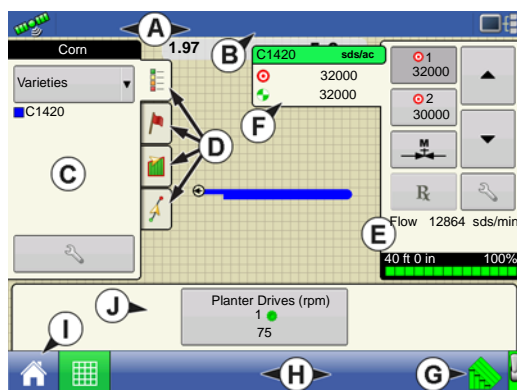 A
B
Corn
1.97
C1420 sds/ac
32000
32000
F
Varieties
C1420
C
D
1
32000
2
30000
M
Rx
Flow 12864 sds/min
E
40 ft 0 in 100%
J
Planter Drives (rpm)
1
75
I
H
G